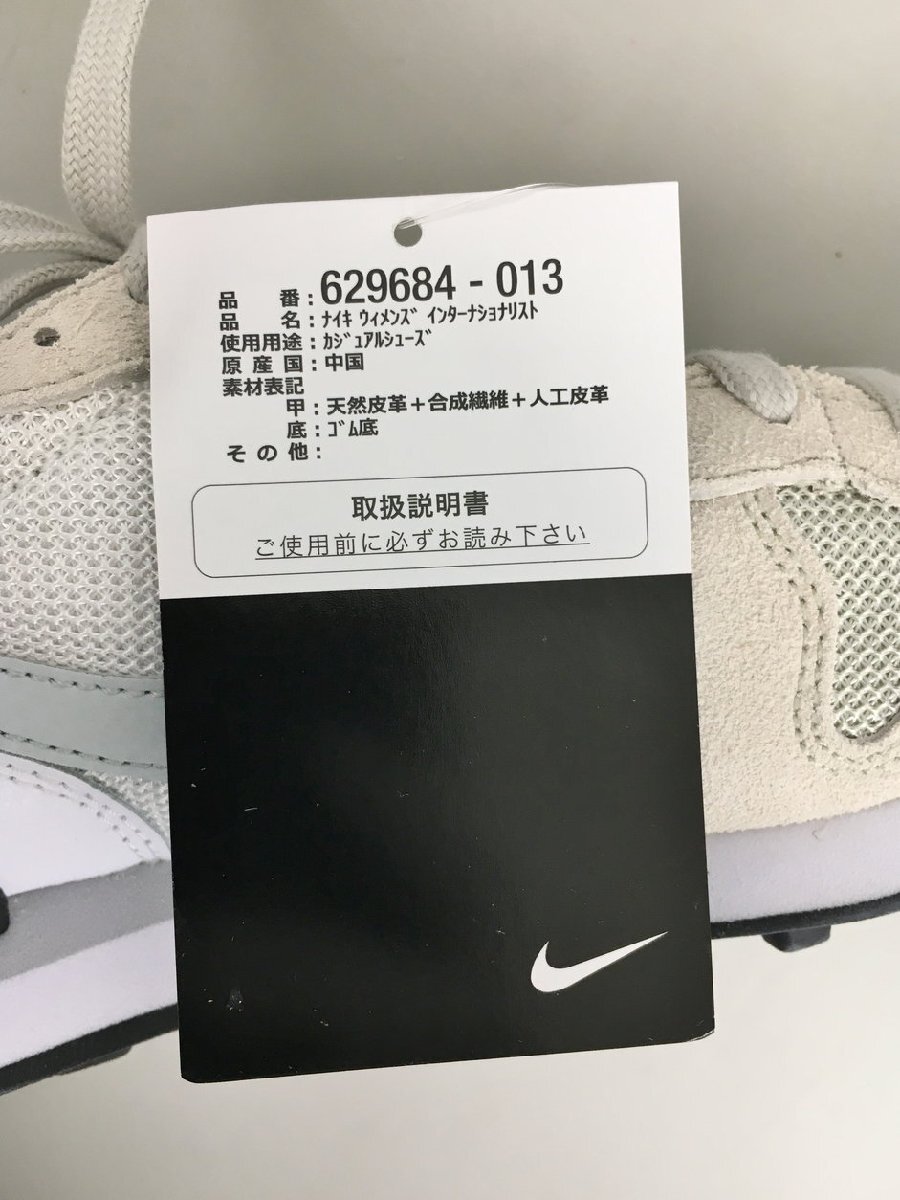 品番：629684 - 013
品名：ﾅｲｷ ｳｨﾒﾝｽﾞ ｲﾝﾀｰﾅｼｮﾅﾘｽﾄ
使用用途：ｶｼﾞｭｱﾙｼｭｰｽﾞ
原産国：中国
素材表記
甲：天然皮革＋合成繊維＋人工皮革
底：ｺﾞﾑ底
その他：
取扱説明書
ご使用前に必ずお読み下さい